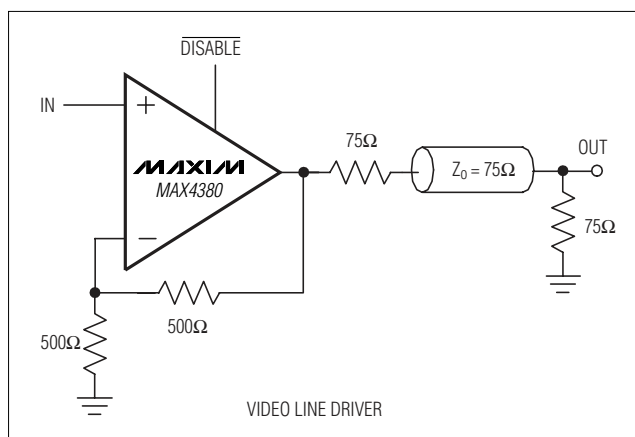 DISABLE
IN
+
MAXIM
MAX4380
−
75Ω
Z₀ = 75Ω
OUT
75Ω
500Ω
500Ω
VIDEO LINE DRIVER